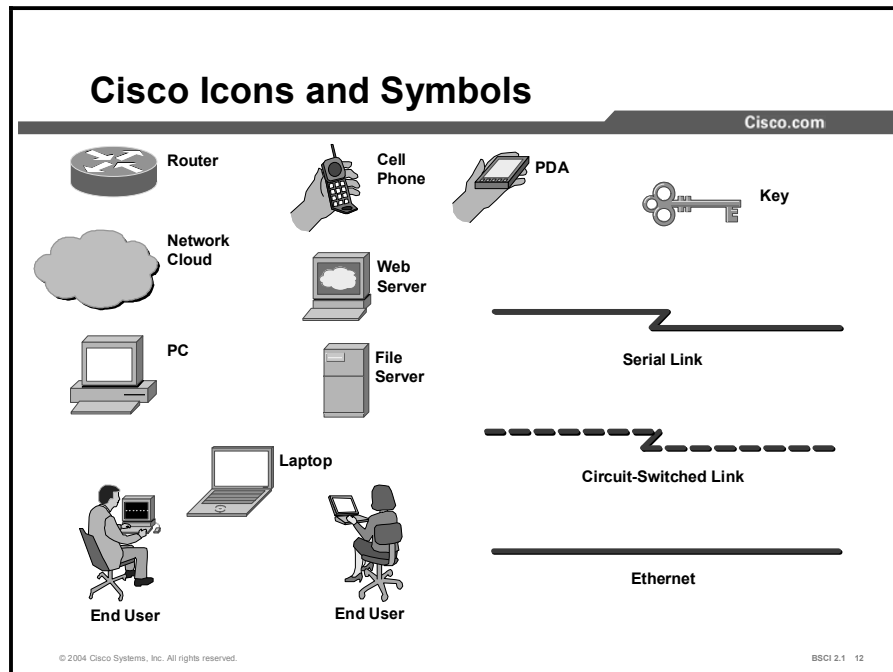 Cisco Icons and Symbols
Cisco.com
Router
Cell
Phone
PDA
Key
Network
Cloud
Web
Server
Serial Link
PC
File
Server
Circuit-Switched Link
Laptop
Ethernet
End User
End User
© 2004 Cisco Systems, Inc. All rights reserved.
BSCI 2.1 12